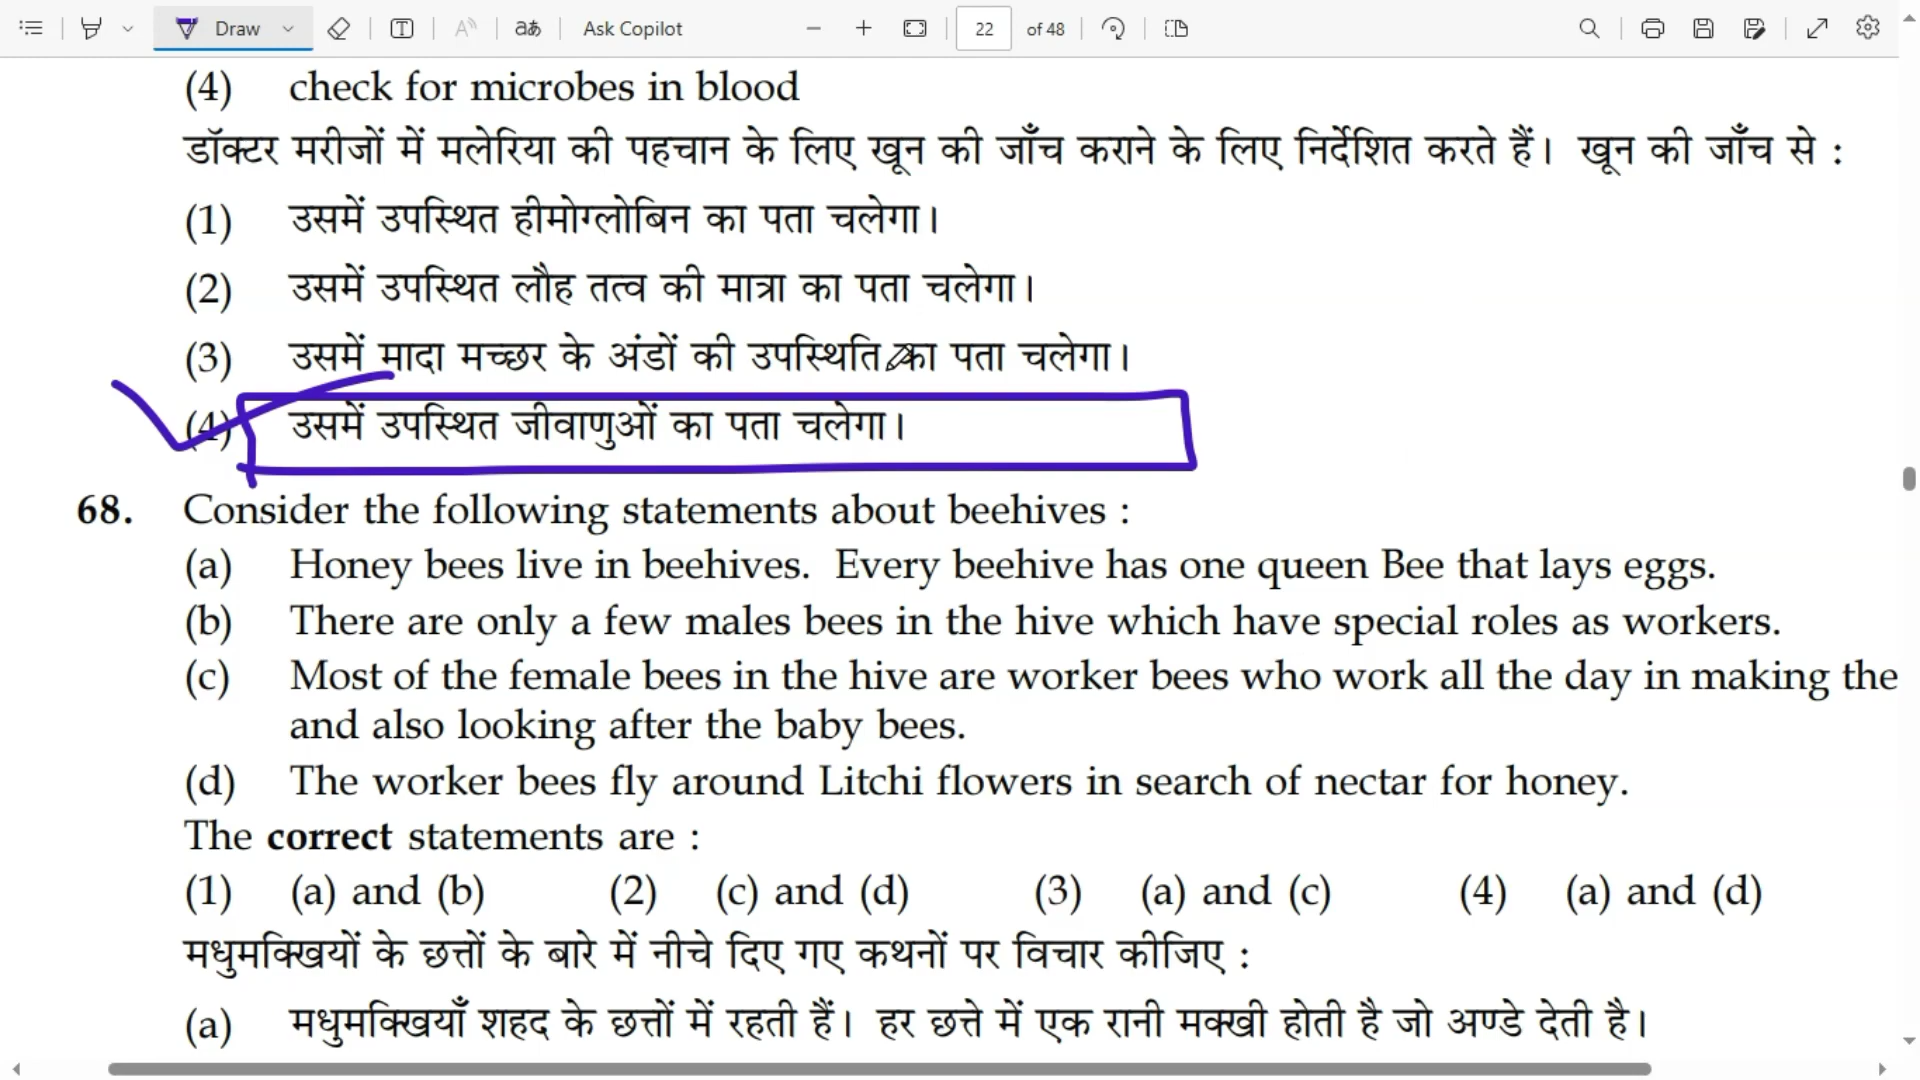 Draw
T
A
aあ
Ask Copilot
22
of 48
(4) check for microbes in blood
डॉक्टर मरीजों में मलेरिया की पहचान के लिए खून की जाँच कराने के लिए निर्देशित करते हैं। खून की जाँच से :
(1) उसमें उपस्थित हीमोग्लोबिन का पता चलेगा।
(2) उसमें उपस्थित लौह तत्व की मात्रा का पता चलेगा।
(3) उसमें मादा मच्छर के अंडों की उपस्थिति का पता चलेगा।
(4) उसमें उपस्थित जीवाणुओं का पता चलेगा।
68. Consider the following statements about beehives :
(a) Honey bees live in beehives. Every beehive has one queen Bee that lays eggs.
(b) There are only a few males bees in the hive which have special roles as workers.
(c) Most of the female bees in the hive are worker bees who work all the day in making the
and also looking after the baby bees.
(d) The worker bees fly around Litchi flowers in search of nectar for honey.
The correct statements are :
(1) (a) and (b) (2) (c) and (d) (3) (a) and (c) (4) (a) and (d)
मधुमक्खियों के छत्तों के बारे में नीचे दिए गए कथनों पर विचार कीजिए :
(a) मधुमक्खियाँ शहद के छत्तों में रहती हैं। हर छत्ते में एक रानी मक्खी होती है जो अण्डे देती है।